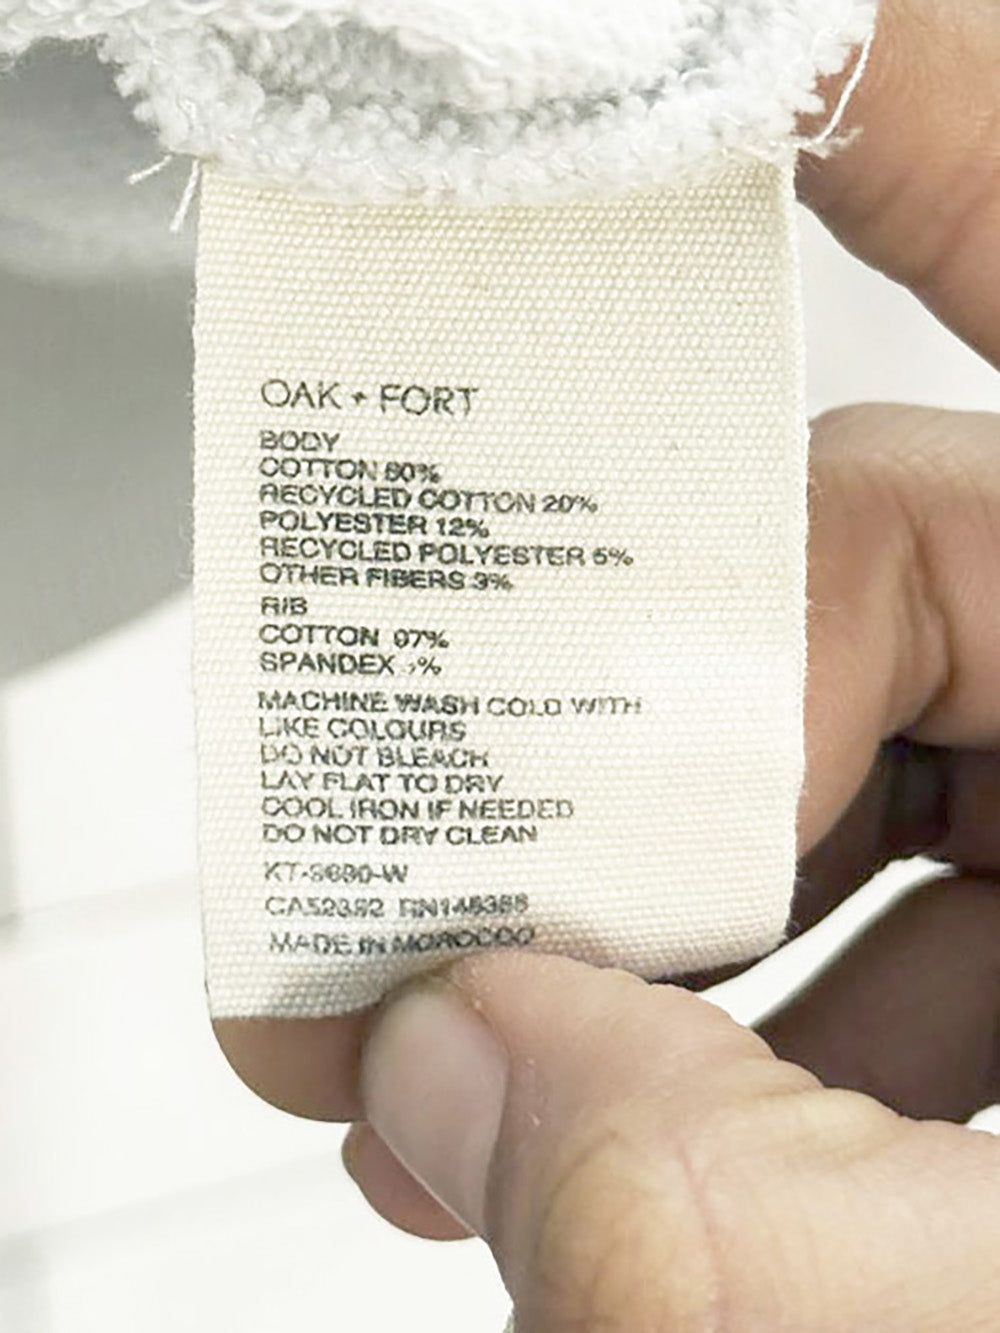 OAK + FORT
BODY
COTTON 60%
RECYCLED COTTON 20%
POLYESTER 12%
RECYCLED POLYESTER 5%
OTHER FIBERS 3%
RIB
COTTON 97%
SPANDEX
MACHINE WASH COLD WITH
LIKE COLOURS
DO NOT BLEACH
LAY FLAT TO DRY
COOL IRON IF NEEDED
DO NOT DRY CLEAN
MADE IN MOROCCO